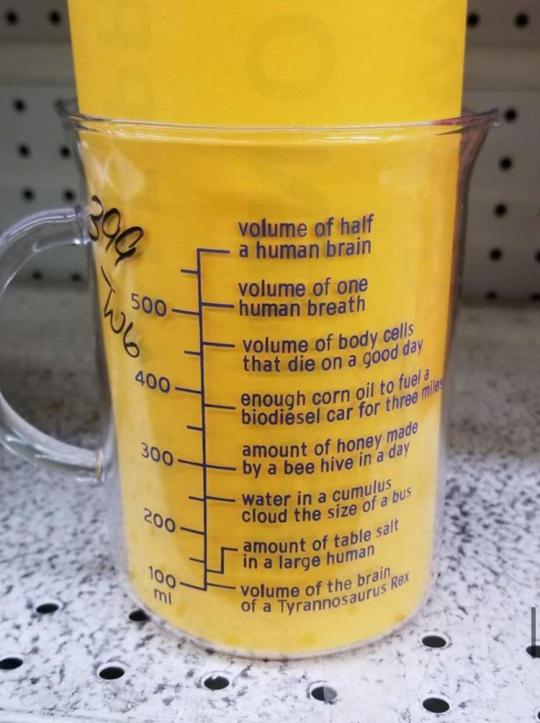 399
TW6
volume of half
a human brain
volume of one
human breath
500
volume of body cells
that die on a good day
400
enough corn oil to fuel a
biodiesel car for three miles
amount of honey made
by a bee hive in a day
300
water in a cumulus
cloud the size of a bus
200
amount of table salt
in a large human
100
ml
volume of the brain
of a Tyrannosaurus Rex